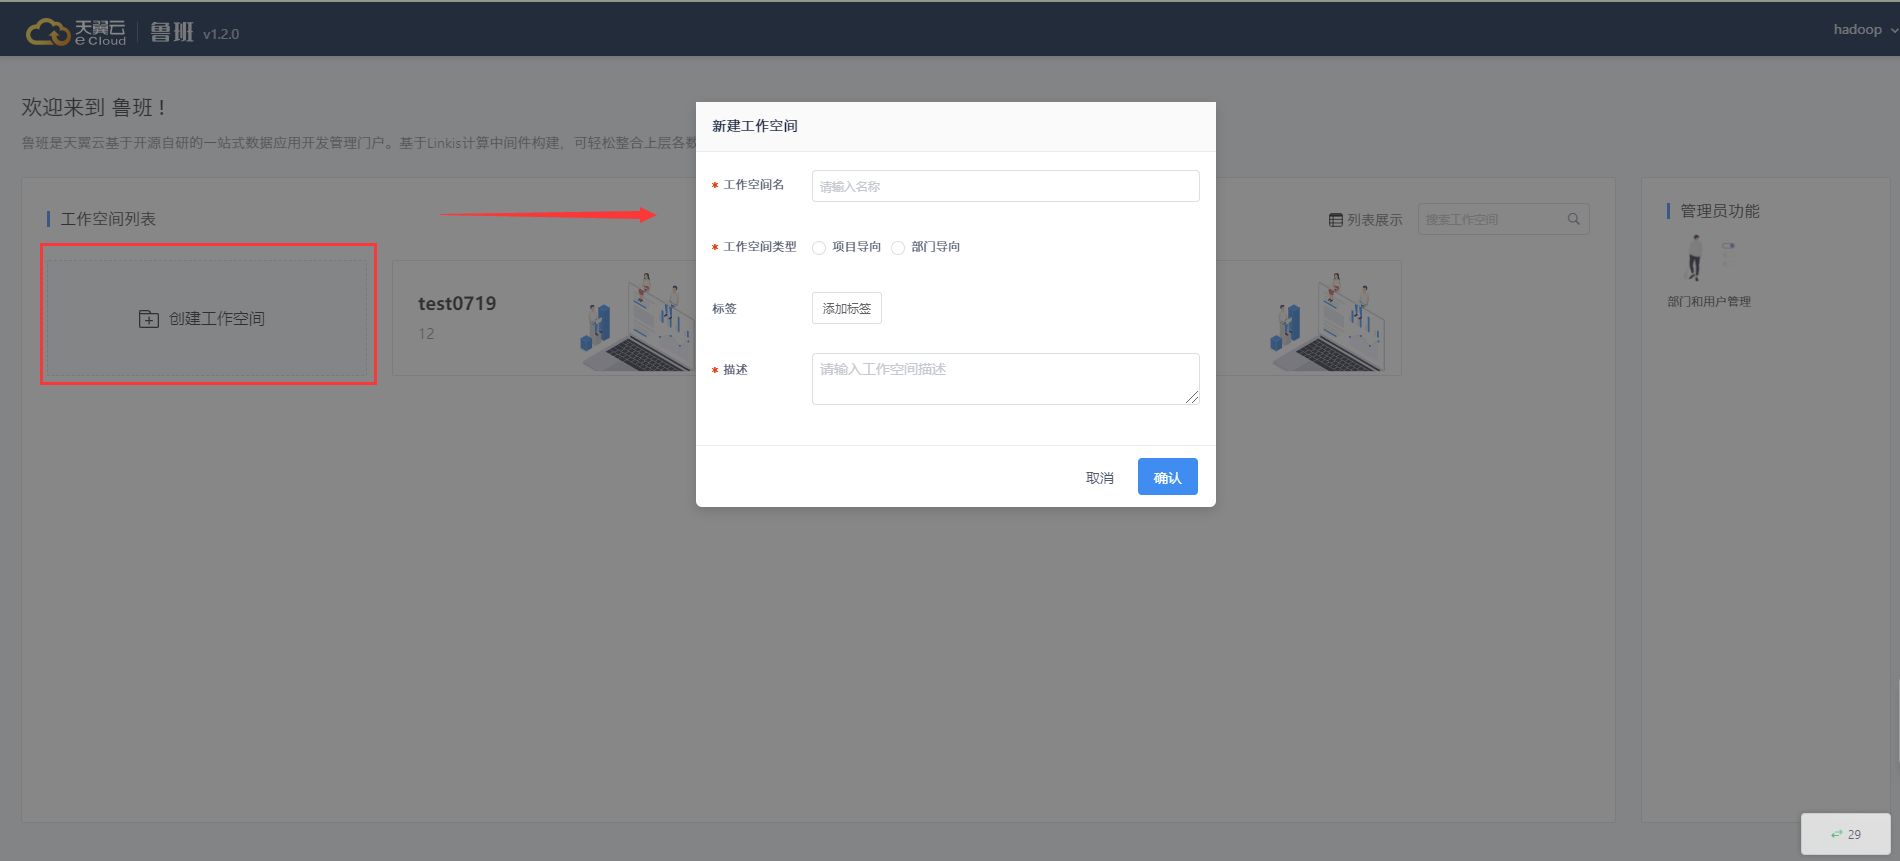 天翼云
e Cloud
鲁班 v1.2.0
hadoop
欢迎来到 鲁班！
鲁班是天翼云基于开源自研的一站式数据应用开发管理门户。基于Linkis计算中间件构建，可轻松整合上层各数
工作空间列表
列表展示
搜索工作空间
创建工作空间
test0719
12
新建工作空间
* 工作空间名
请输入名称
* 工作空间类型 项目导向 部门导向
标签 添加标签
* 描述
请输入工作空间描述
取消 确认
管理员功能
部门和用户管理
29